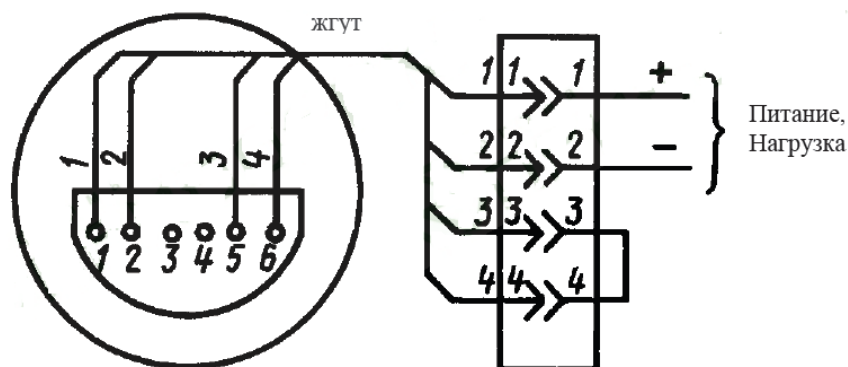 жгут
1 2 3 4
1 2 3 4 5 6
1 1 1 +
2 2 2 −
3 3 3
4 4 4
Питание,
Нагрузка